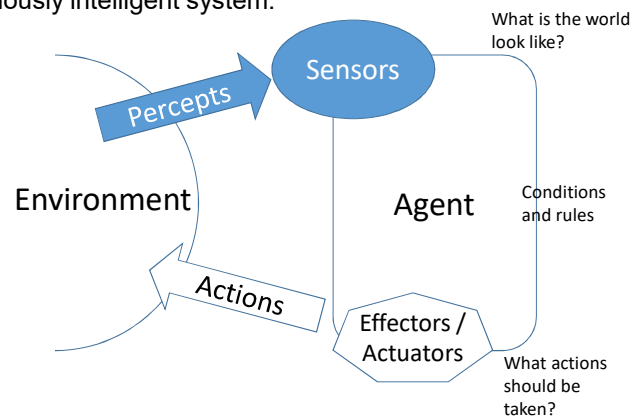 ously intelligent system.
What is the world
look like?
Sensors
Percepts
Environment
Agent
Conditions
and rules
Actions
Effectors /
Actuators
What actions
should be
taken?